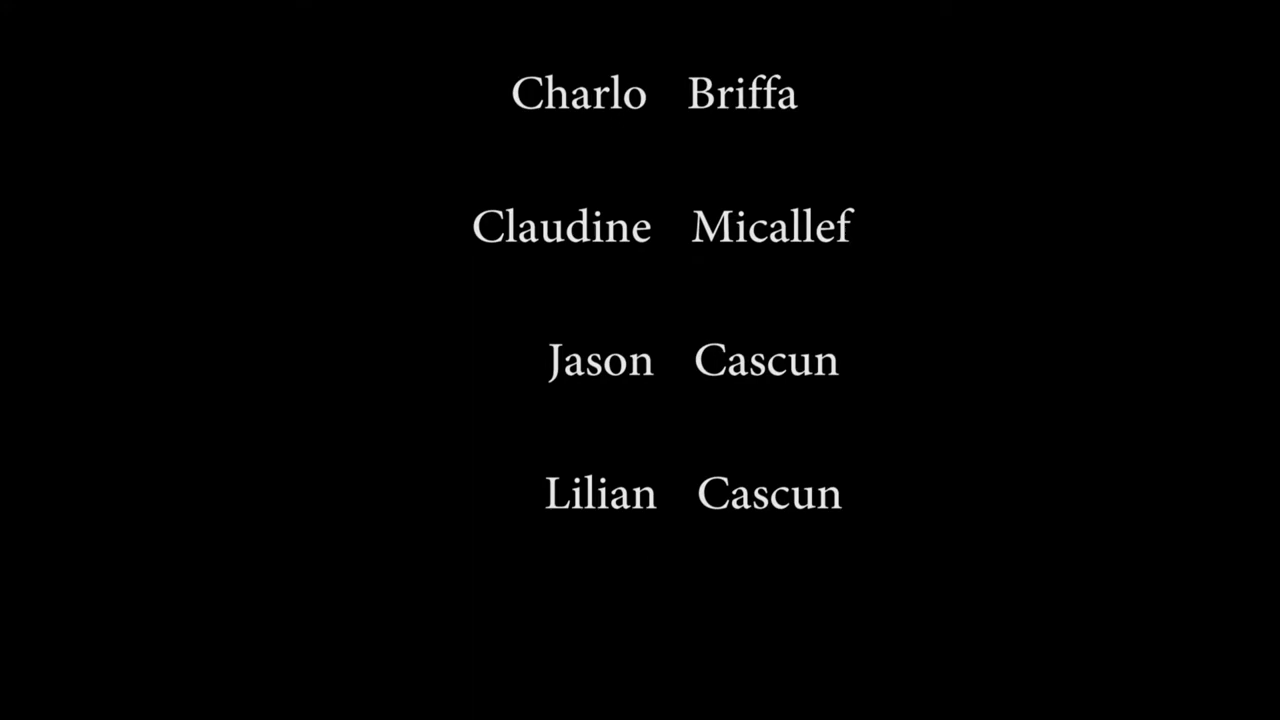 Charlo Briffa
Claudine Micallef
Jason Cascun
Lilian Cascun